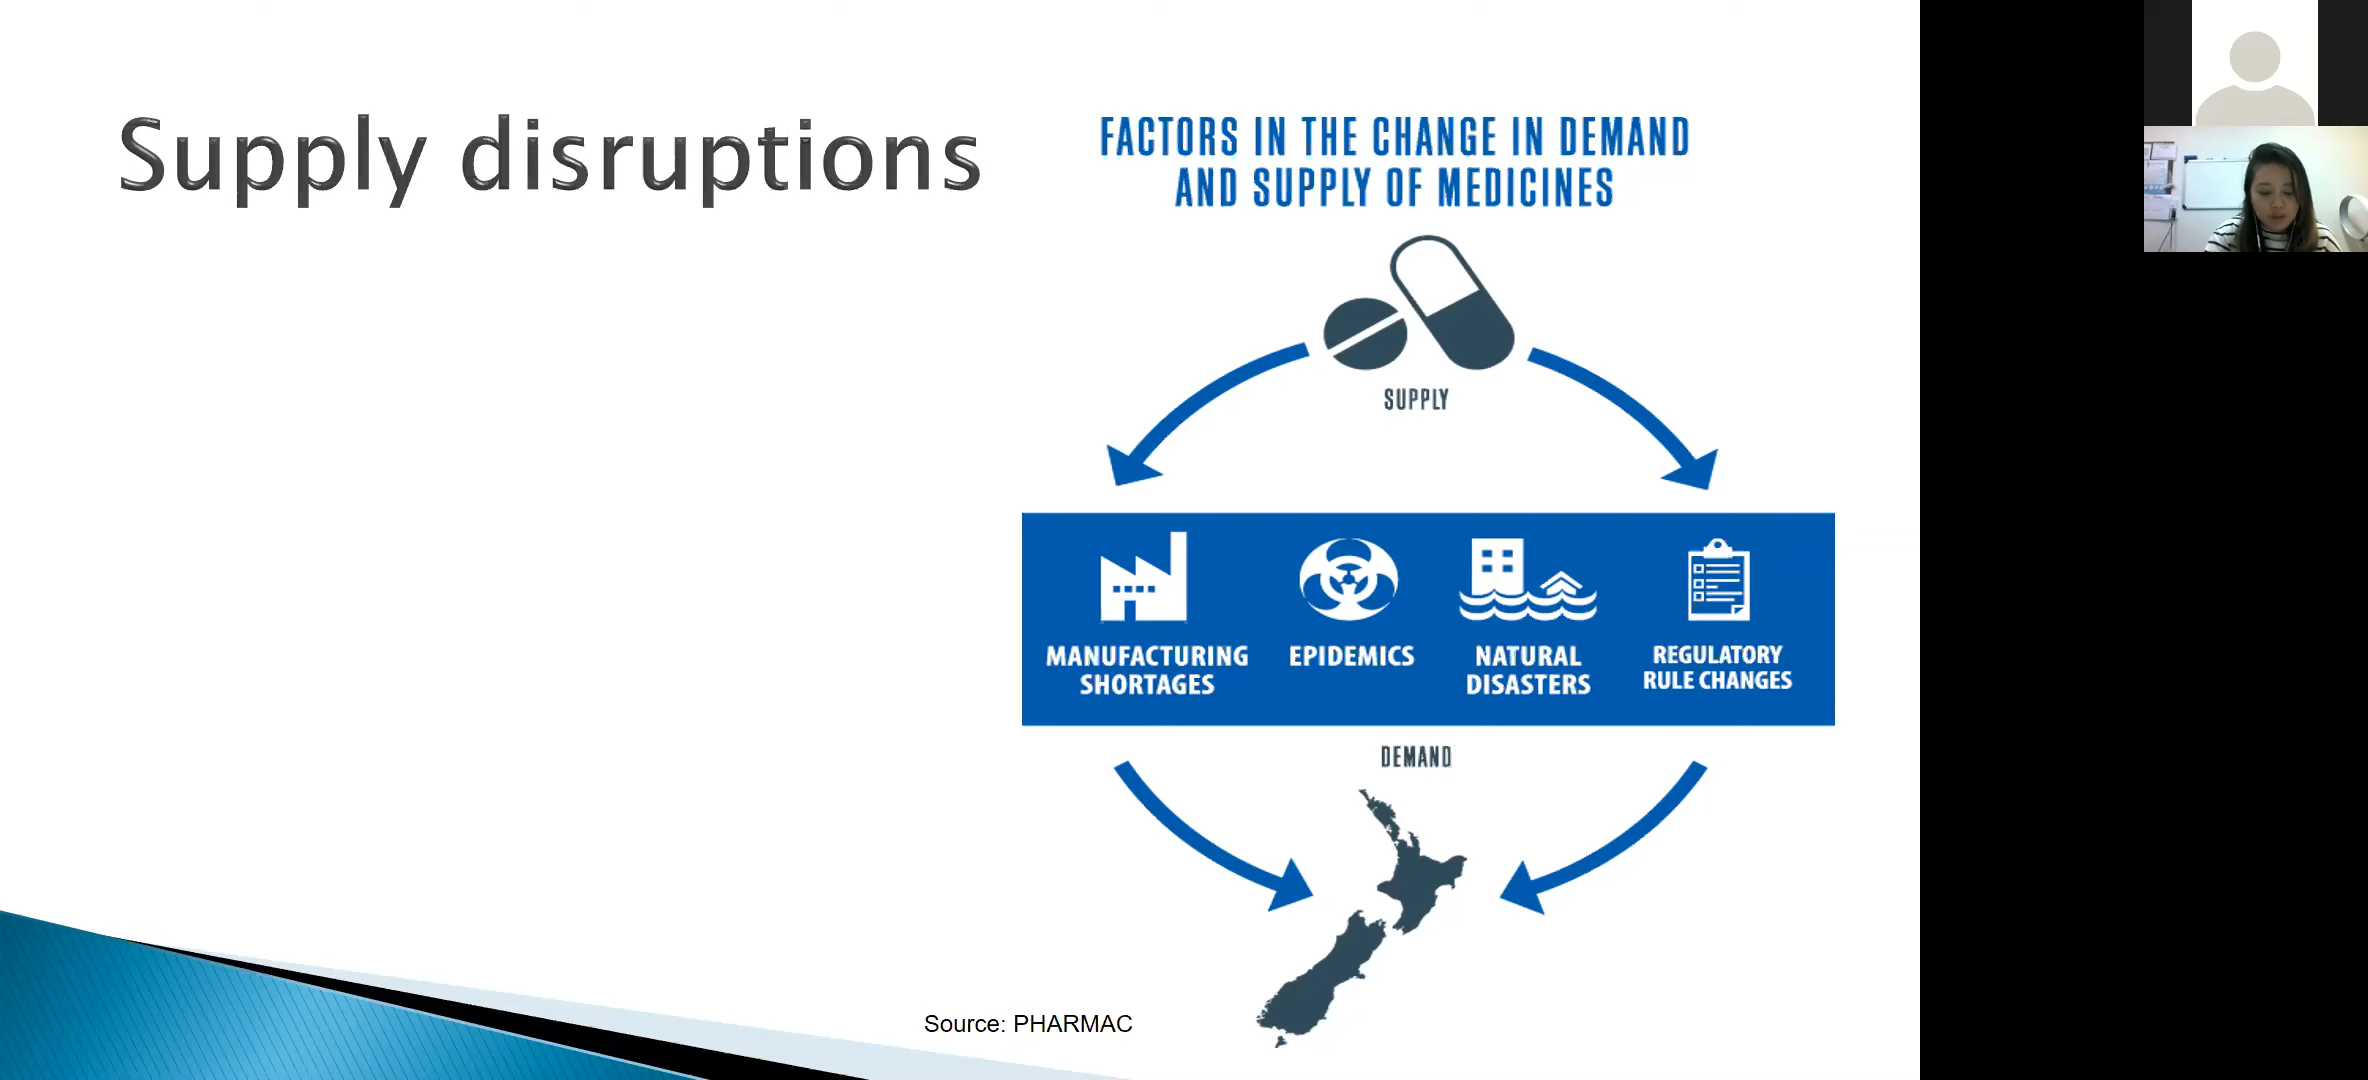 Supply disruptions
FACTORS IN THE CHANGE IN DEMAND
AND SUPPLY OF MEDICINES
SUPPLY
MANUFACTURING
SHORTAGES
EPIDEMICS
NATURAL
DISASTERS
REGULATORY
RULE CHANGES
DEMAND
Source: PHARMAC